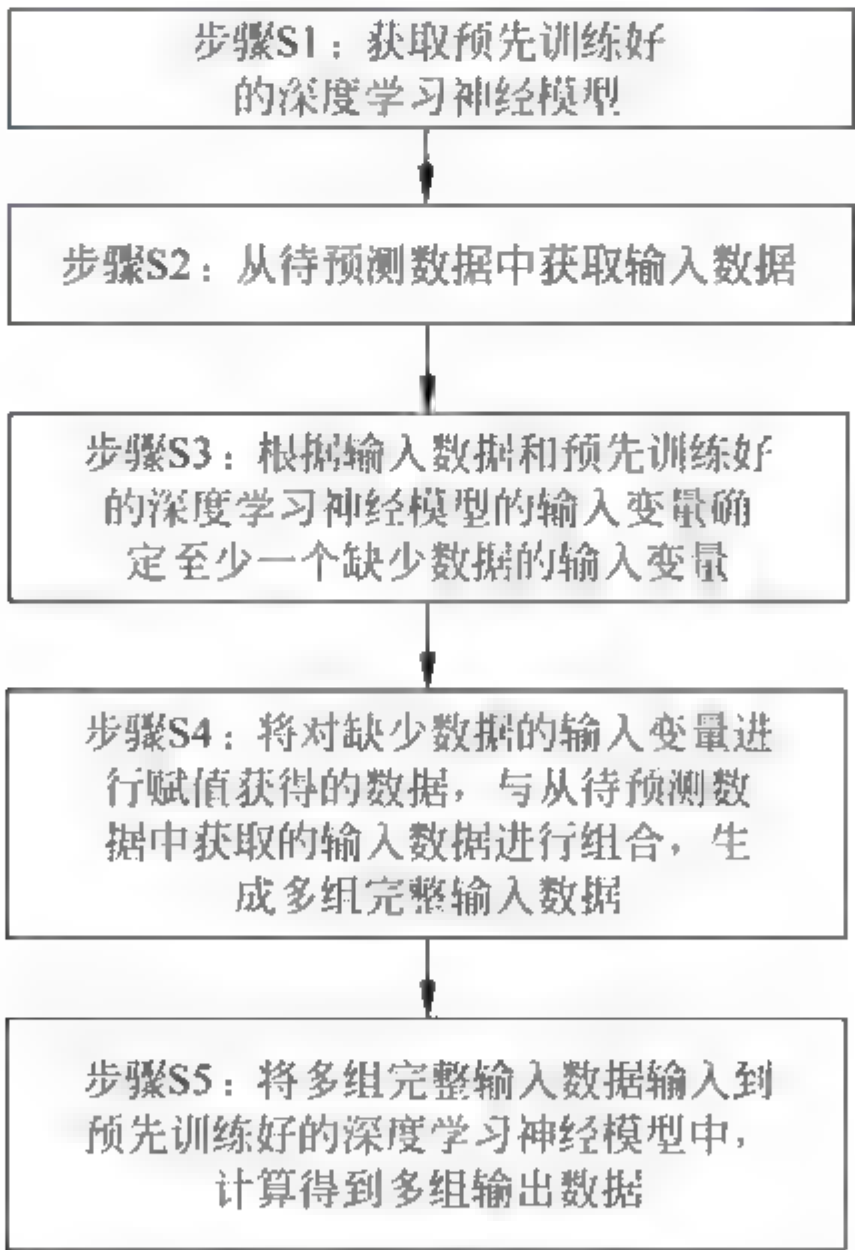 步骤S1：获取预先训练好
的深度学习神经模型
步骤S2：从待预测数据中获取输入数据
步骤S3：根据输入数据和预先训练好
的深度学习神经模型的输入变量确
定至少一个缺少数据的输入变量
步骤S4：将对缺少数据的输入变量进
行赋值获得的数据，与从待预测数
据中获取的输入数据进行组合，生
成多组完整输入数据
步骤S5：将多组完整输入数据输入到
预先训练好的深度学习神经模型中，
计算得到多组输出数据